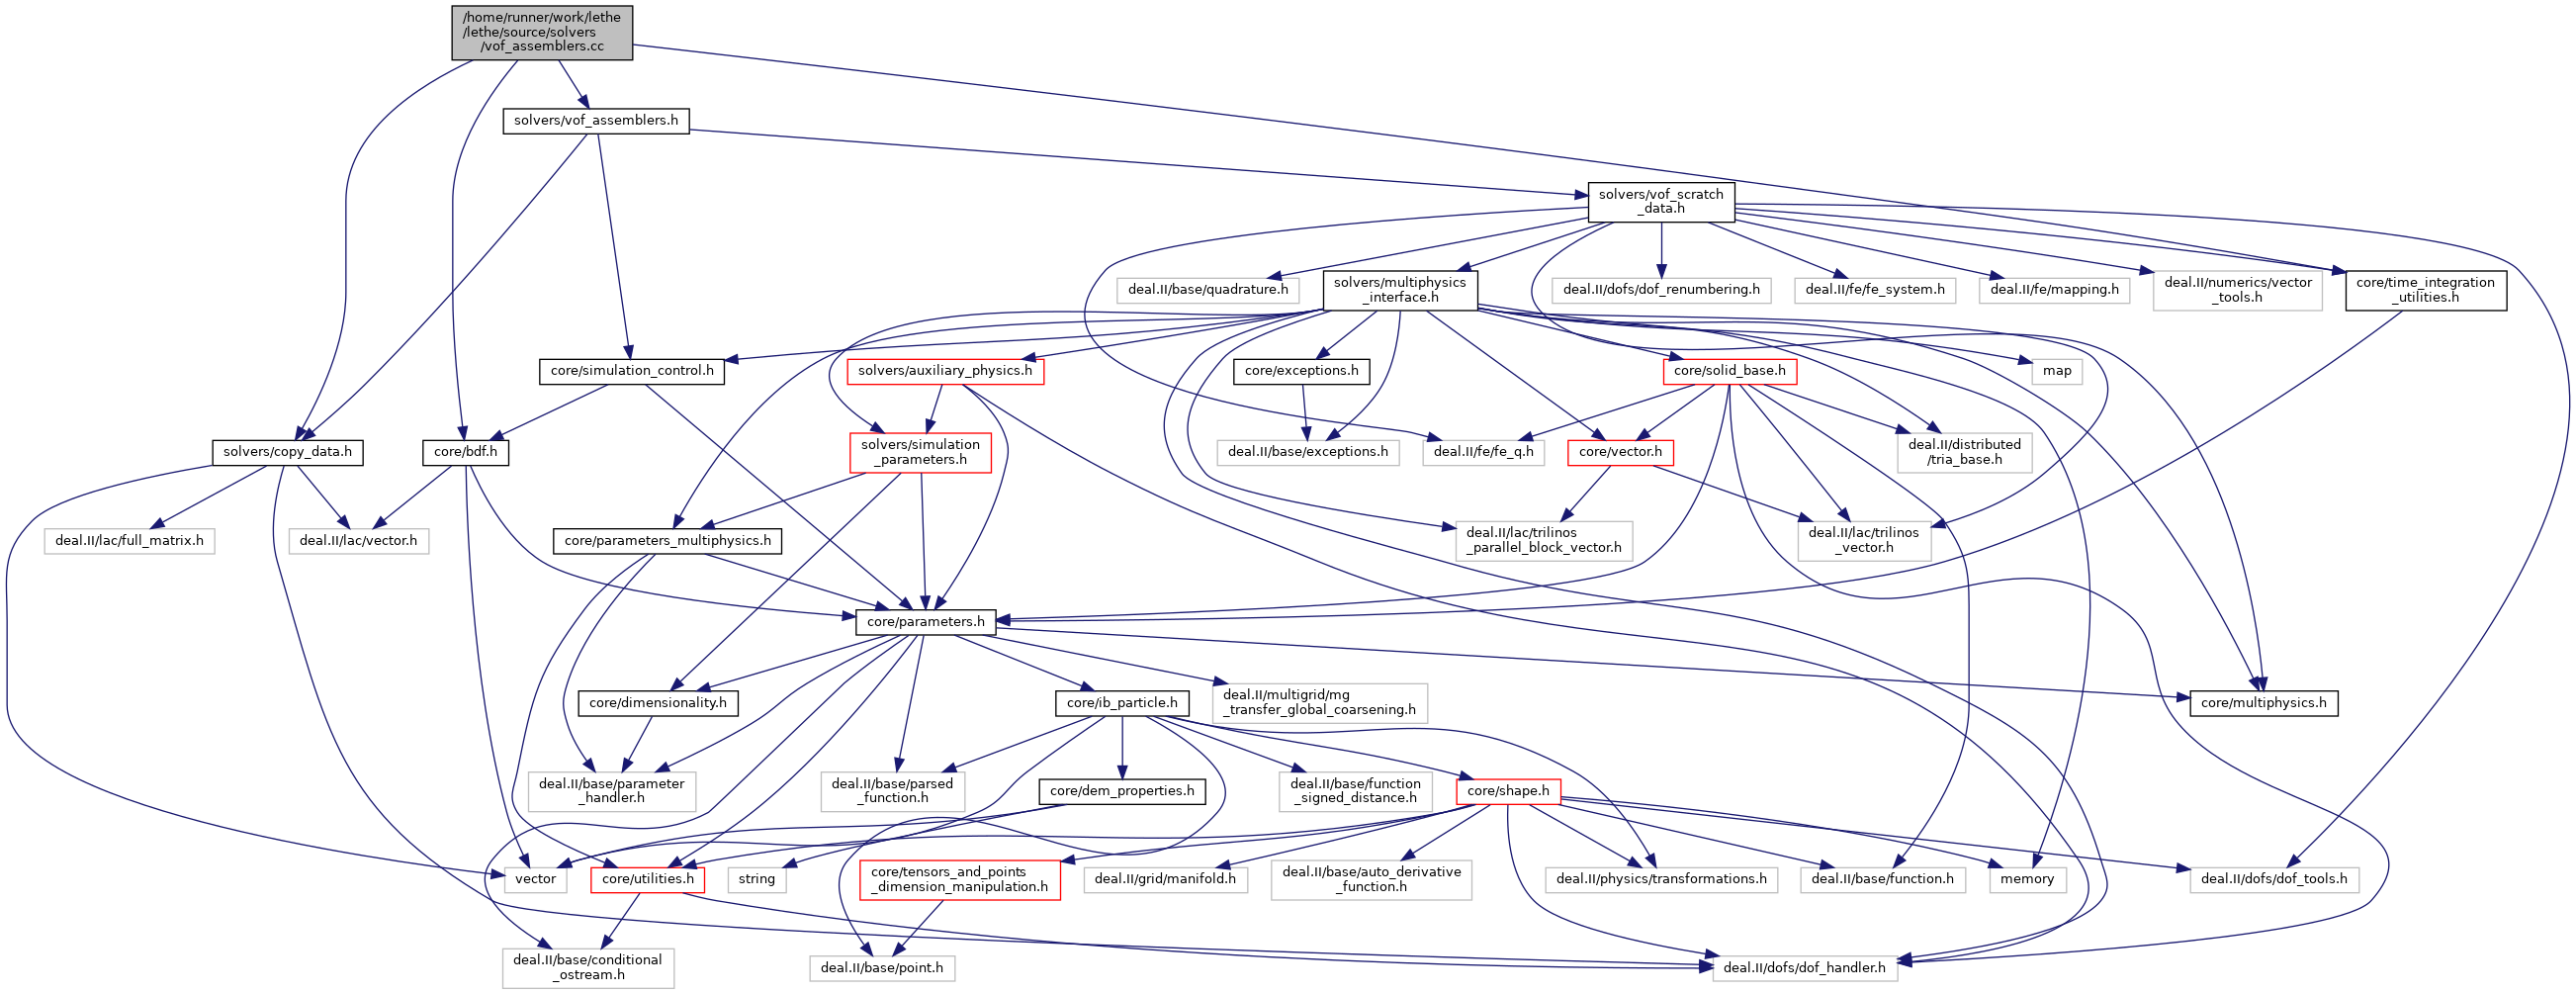 /home/runner/work/lethe
/lethe/source/solvers
/vof_assemblers.cc
solvers/vof_assemblers.h
solvers/vof_scratch
_data.h
deal.II/base/quadrature.h
solvers/multiphysics
_interface.h
deal.II/dofs/dof_renumbering.h
deal.II/fe/fe_system.h
deal.II/fe/mapping.h
deal.II/numerics/vector
_tools.h
core/time_integration
_utilities.h
core/simulation_control.h
solvers/auxiliary_physics.h
core/exceptions.h
core/solid_base.h
map
solvers/copy_data.h
core/bdf.h
solvers/simulation
_parameters.h
deal.II/base/exceptions.h
deal.II/fe/fe_q.h
core/vector.h
deal.II/distributed
/tria_base.h
deal.II/lac/full_matrix.h
deal.II/lac/vector.h
core/parameters_multiphysics.h
deal.II/lac/trilinos
_parallel_block_vector.h
deal.II/lac/trilinos
_vector.h
core/parameters.h
core/dimensionality.h
core/ib_particle.h
deal.II/multigrid/mg
_transfer_global_coarsening.h
core/multiphysics.h
deal.II/base/parameter
_handler.h
deal.II/base/parsed
_function.h
core/dem_properties.h
deal.II/base/function
_signed_distance.h
core/shape.h
vector
core/utilities.h
string
core/tensors_and_points
_dimension_manipulation.h
deal.II/grid/manifold.h
deal.II/base/auto_derivative
_function.h
deal.II/physics/transformations.h
deal.II/base/function.h
memory
deal.II/dofs/dof_tools.h
deal.II/base/conditional
_ostream.h
deal.II/base/point.h
deal.II/dofs/dof_handler.h